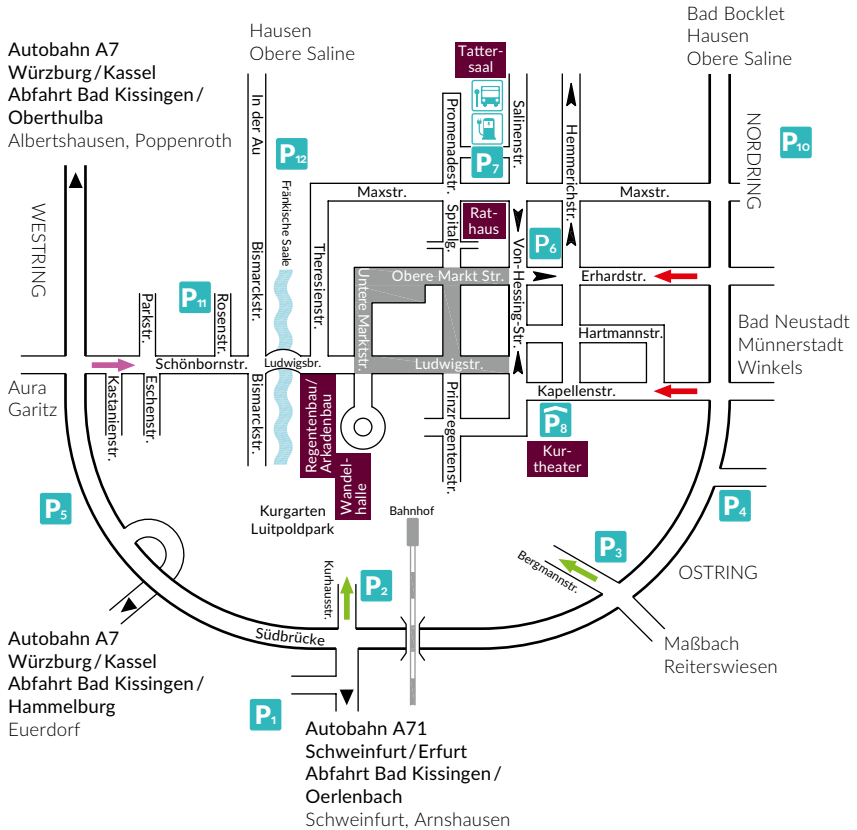 Autobahn A7
Würzburg/Kassel
Abfahrt Bad Kissingen/
Oberthulba
Albertshausen, Poppenroth
Hausen
Obere Saline
Tatter-
saal
Bad Bocklet
Hausen
Obere Saline
In der Au
P12
Fränkische Saale
Promenadestr.
P7
Salinenstr.
Hemmerichstr.
NORDRING
P10
WESTRING
Maxstr.
Maxstr.
Spitalg.
Rat-
haus
P6
Bismarckstr.
Theresienstr.
Untere Marktstr.
Obere Markt Str.
Von-Hessing-Str.
Erhardstr.
P11
Parkstr.
Rosenstr.
Hartmannstr.
Bad Neustadt
Münnerstadt
Winkels
Schönbornstr.
Ludwigsbr.
Ludwigstr.
Aura
Garitz
Kastanienstr.
Eschenstr.
Bismarckstr.
Regentenbau/
Arkadenbau
Wandel-
halle
Prinzregentenstr.
Kapellenstr.
P8
Kur-
theater
P5
Kurgarten
Luitpoldpark
Bahnhof
P4
P3
Bergmannstr.
OSTRING
Kurhausstr.
P2
Südbrücke
Maßbach
Reiterswiesen
Autobahn A7
Würzburg/Kassel
Abfahrt Bad Kissingen/
Hammelburg
Euerdorf
P1
Autobahn A71
Schweinfurt/Erfurt
Abfahrt Bad Kissingen/
Oerlenbach
Schweinfurt, Arnshausen